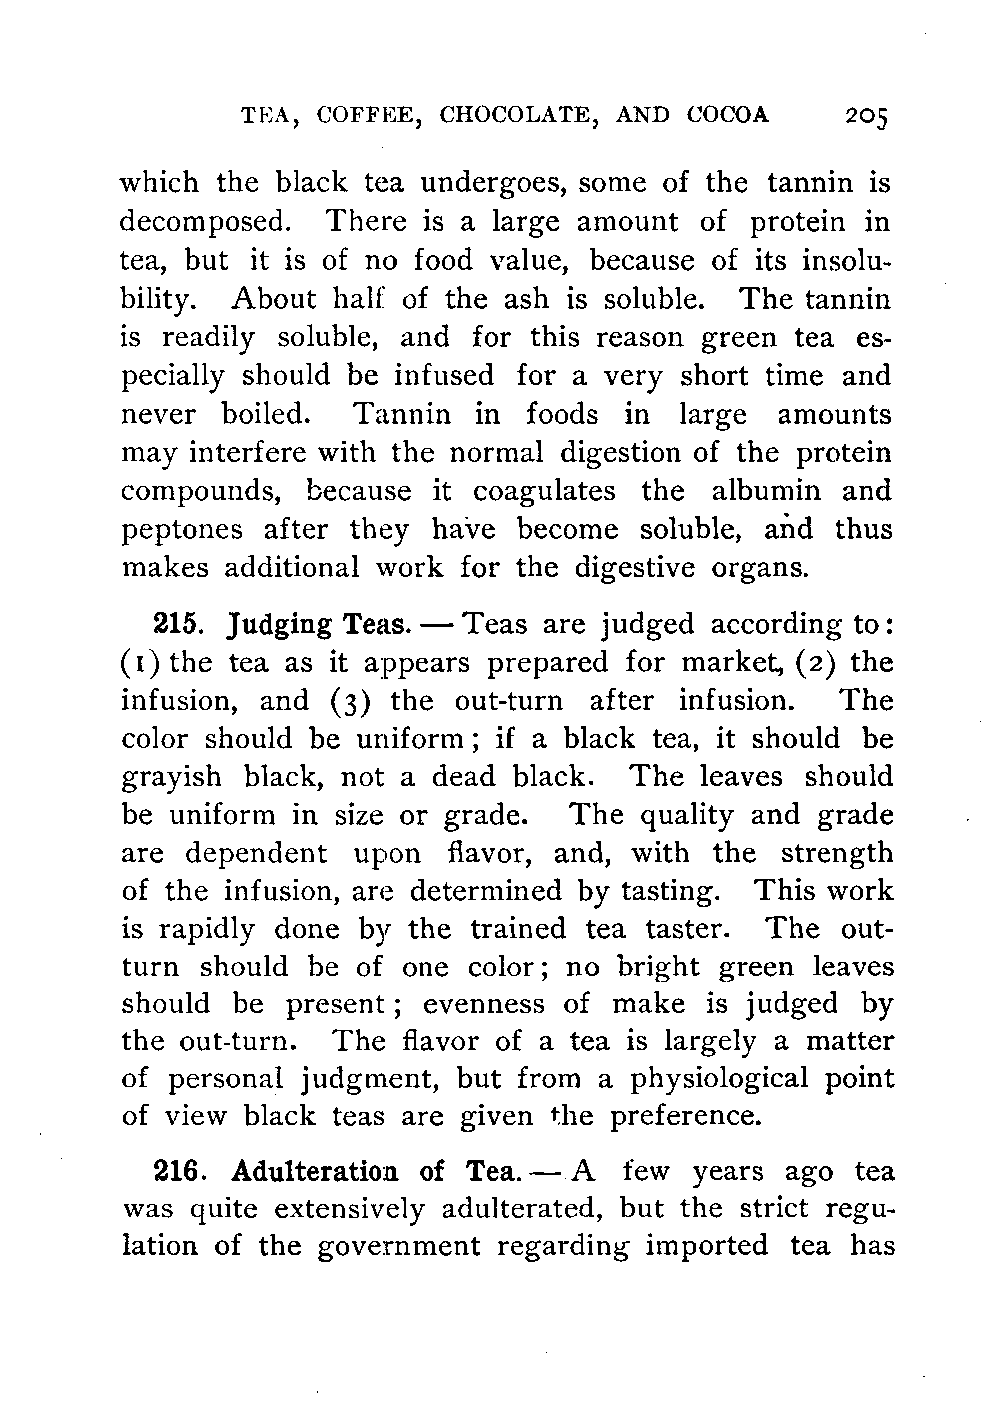 TEA, COFFEE, CHOCOLATE, AND COCOA 205
which the black tea undergoes, some of the tannin is
decomposed. There is a large amount of protein in
tea, but it is of no food value, because of its insolu-
bility. About half of the ash is soluble. The tannin
is readily soluble, and for this reason green tea es-
pecially should be infused for a very short time and
never boiled. Tannin in foods in large amounts
may interfere with the normal digestion of the protein
compounds, because it coagulates the albumin and
peptones after they have become soluble, and thus
makes additional work for the digestive organs.
215. Judging Teas. — Teas are judged according to:
(1) the tea as it appears prepared for market, (2) the
infusion, and (3) the out-turn after infusion. The
color should be uniform; if a black tea, it should be
grayish black, not a dead black. The leaves should
be uniform in size or grade. The quality and grade
are dependent upon flavor, and, with the strength
of the infusion, are determined by tasting. This work
is rapidly done by the trained tea taster. The out-
turn should be of one color; no bright green leaves
should be present; evenness of make is judged by
the out-turn. The flavor of a tea is largely a matter
of personal judgment, but from a physiological point
of view black teas are given the preference.
216. Adulteration of Tea. — A few years ago tea
was quite extensively adulterated, but the strict regu-
lation of the government regarding imported tea has